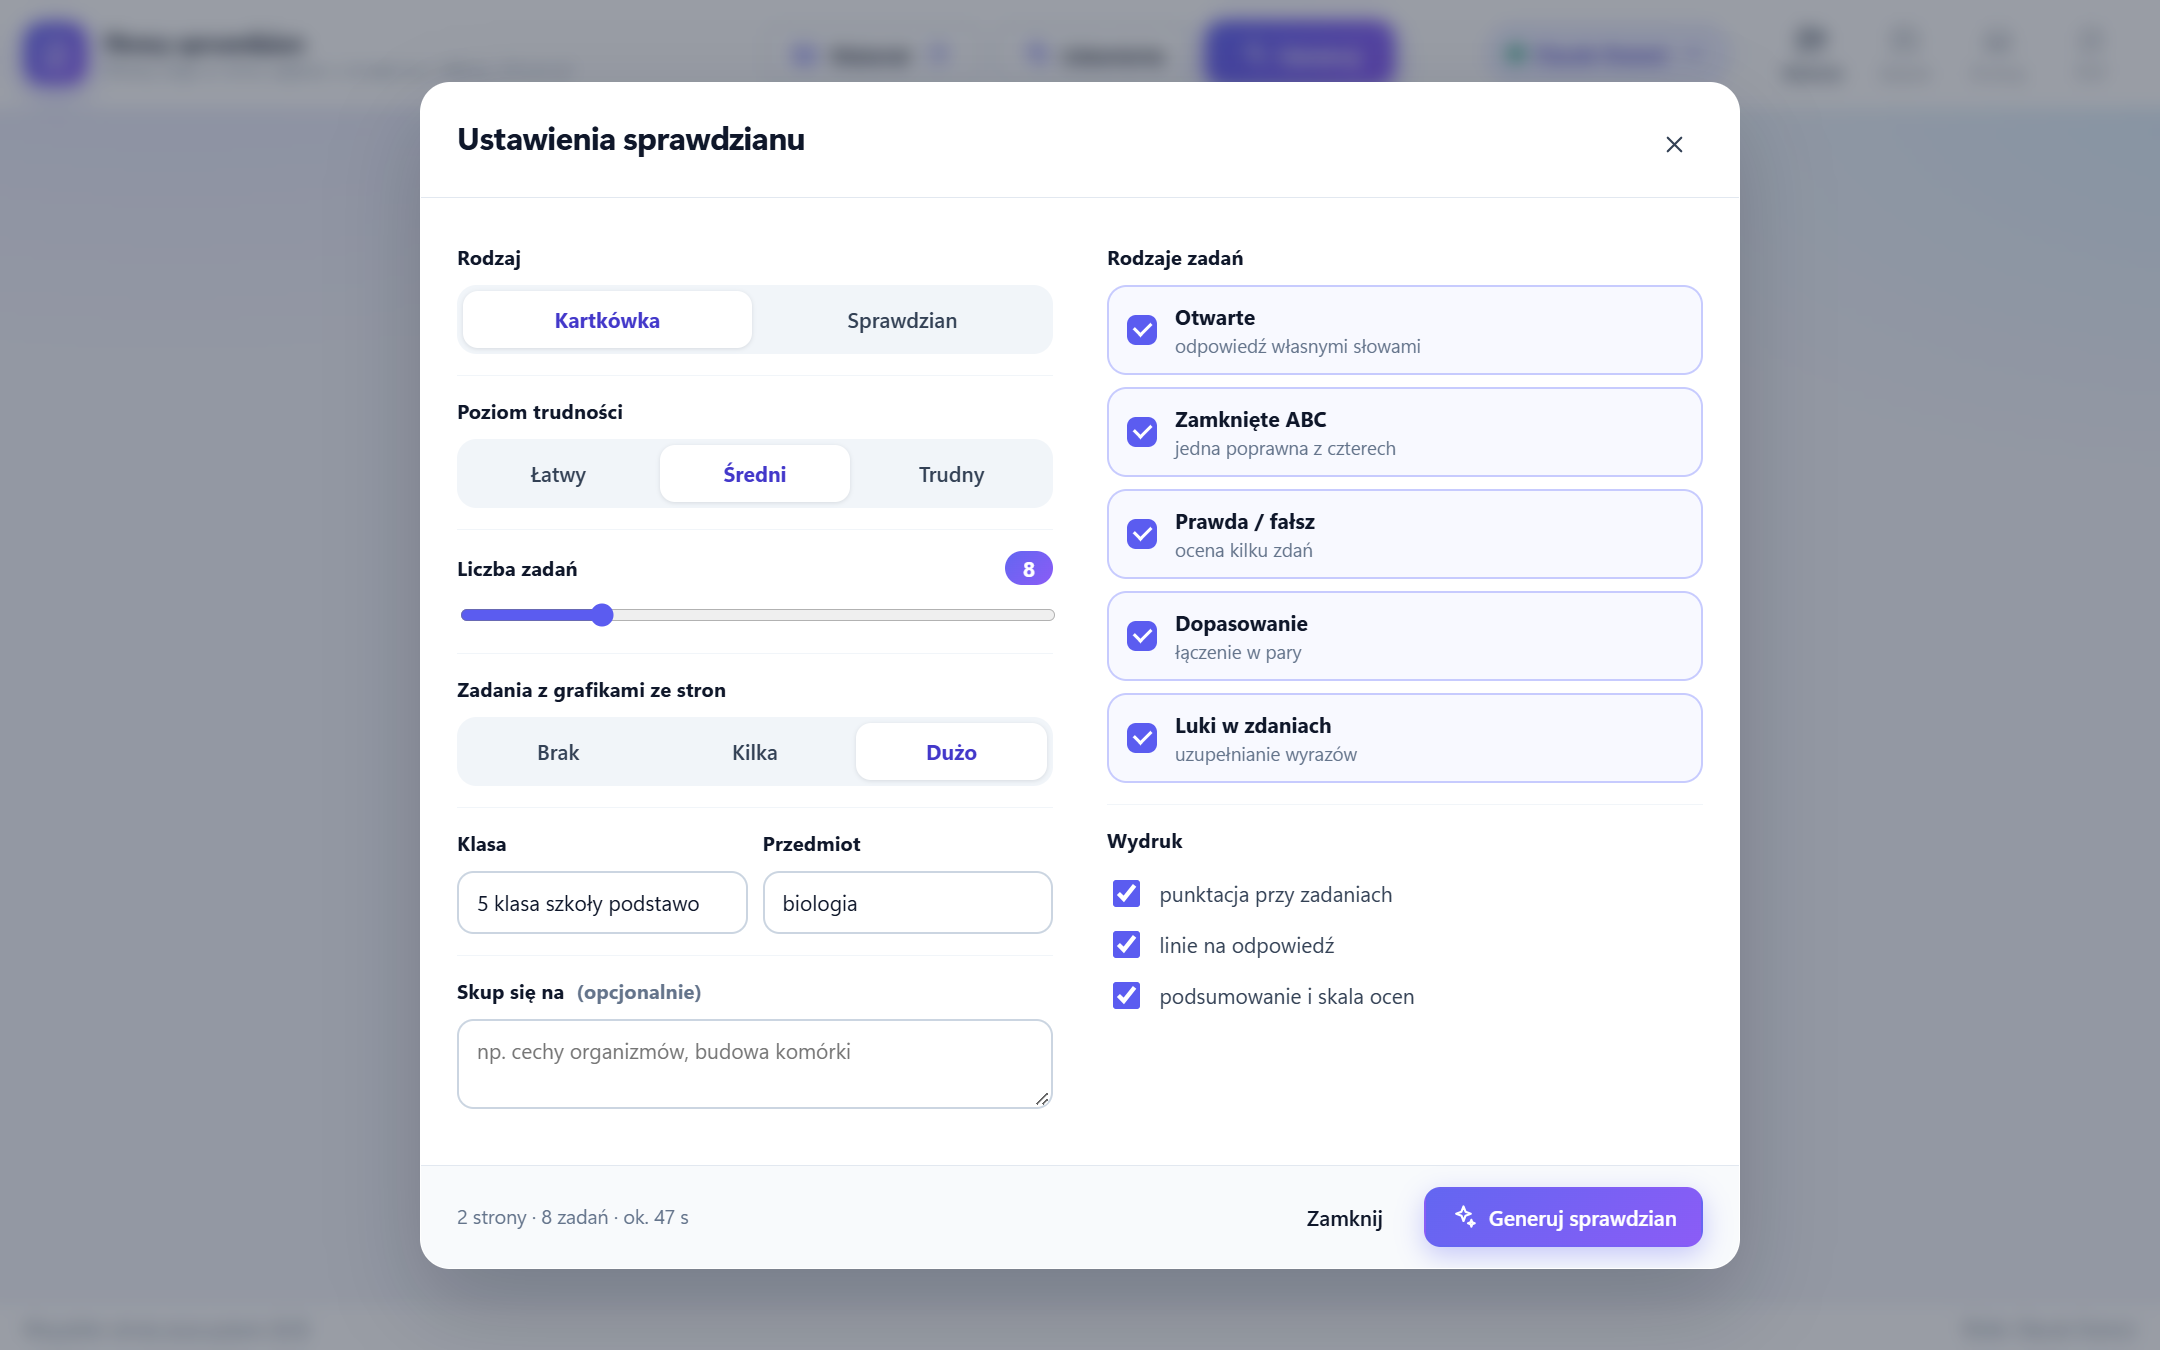 Ustawienia sprawdzianu
Rodzaj
Kartkówka
Sprawdzian
Poziom trudności
Łatwy
Średni
Trudny
Liczba zadań
8
Zadania z grafikami ze stron
Brak
Kilka
Dużo
Klasa
Przedmiot
5 klasa szkoły podstawo
biologia
Skup się na (opcjonalnie)
np. cechy organizmów, budowa komórki
Rodzaje zadań
Otwarte
odpowiedź własnymi słowami
Zamknięte ABC
jedna poprawna z czterech
Prawda / fałsz
ocena kilku zdań
Dopasowanie
łączenie w pary
Luki w zdaniach
uzupełnianie wyrazów
Wydruk
punktacja przy zadaniach
linie na odpowiedź
podsumowanie i skala ocen
2 strony · 8 zadań · ok. 47 s
Zamknij
Generuj sprawdzian